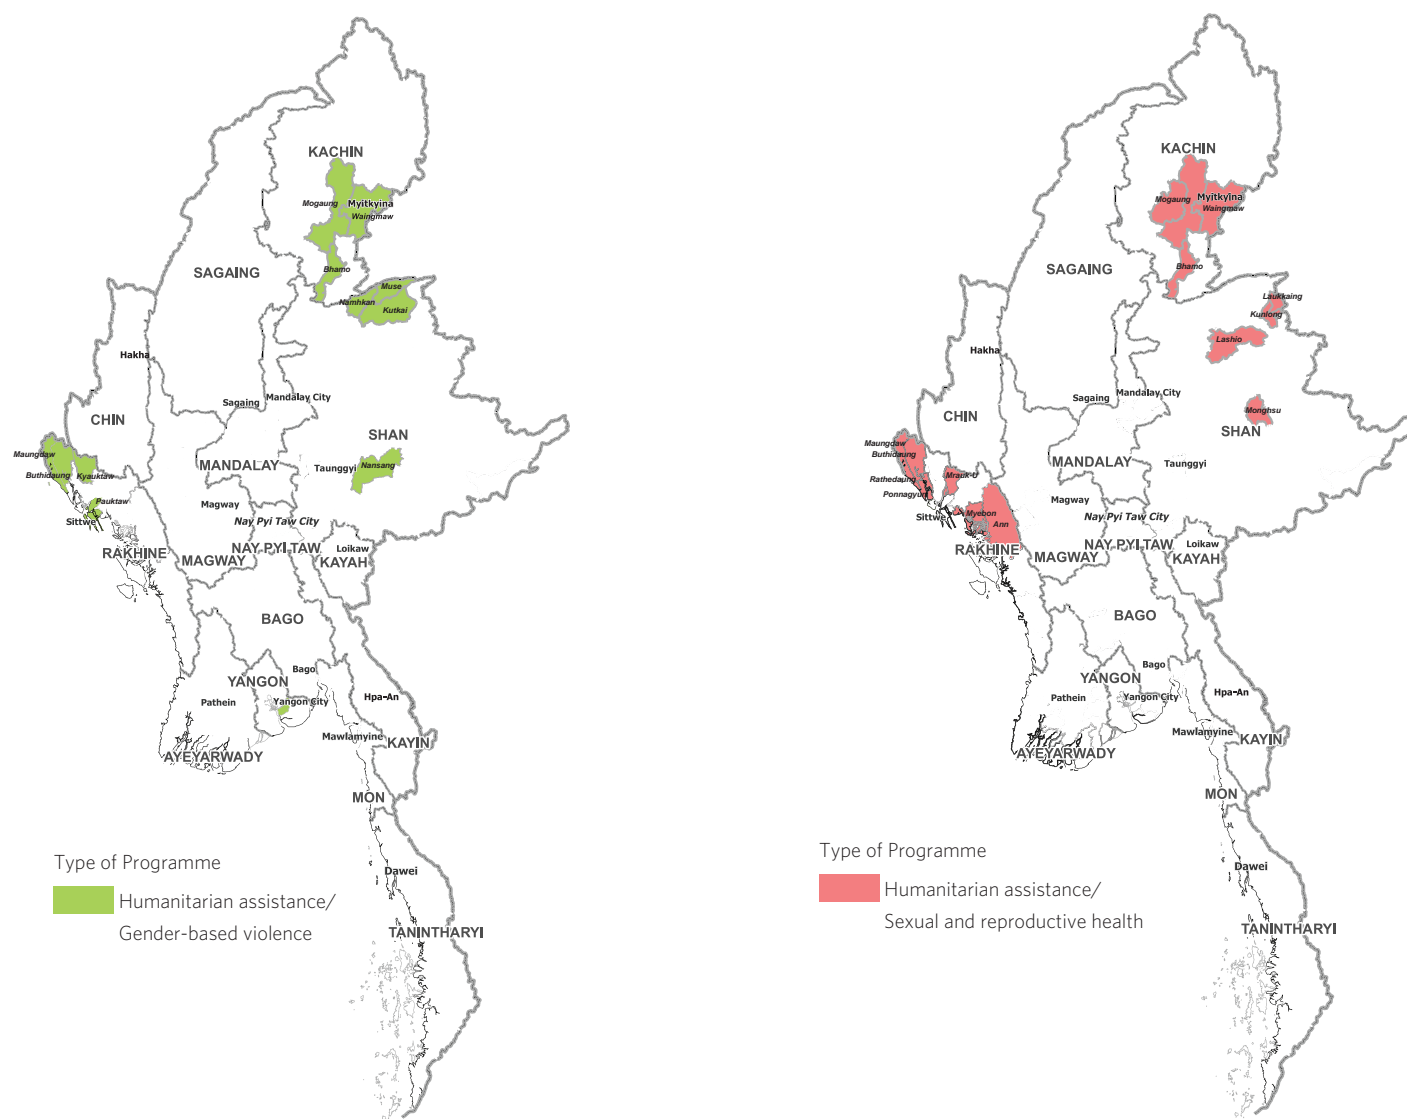 KACHIN
Mogaung
Myitkyina
Waingmaw
SAGAING
Bhamo
Muse
Namhkan
Kutkai
Hakha
Sagaing
Mandalay City
CHIN
SHAN
Maungdaw
Buthidaung
Kyauktaw
MANDALAY
Taunggyi
Nansang
Pauktaw
Sittwe
Magway
Nay Pyi Taw City
RAKHINE
MAGWAY
NAY PYI TAW
Loikaw
KAYAH
BAGO
Bago
YANGON
Pathein
Yangon City
Hpa-An
Mawlamyine
KAYIN
AYEYARWADY
MON
Type of Programme
Humanitarian assistance/
Gender-based violence
Dawei
TANINTHARYI
KACHIN
Mogaung
Myitkyina
Waingmaw
SAGAING
Bhamo
Laukkaing
Kunlong
Lashio
Hakha
Sagaing
Mandalay City
CHIN
Monghsu
SHAN
Maungdaw
Buthidaung
Rathedaung
Ponnagyun
Mrauk-U
MANDALAY
Taunggyi
Sittwe
Myebon
Ann
Magway
Nay Pyi Taw City
RAKHINE
MAGWAY
NAY PYI TAW
Loikaw
KAYAH
BAGO
Bago
YANGON
Pathein
Yangon City
Hpa-An
Mawlamyine
KAYIN
AYEYARWADY
MON
Type of Programme
Humanitarian assistance/
Sexual and reproductive health
Dawei
TANINTHARYI